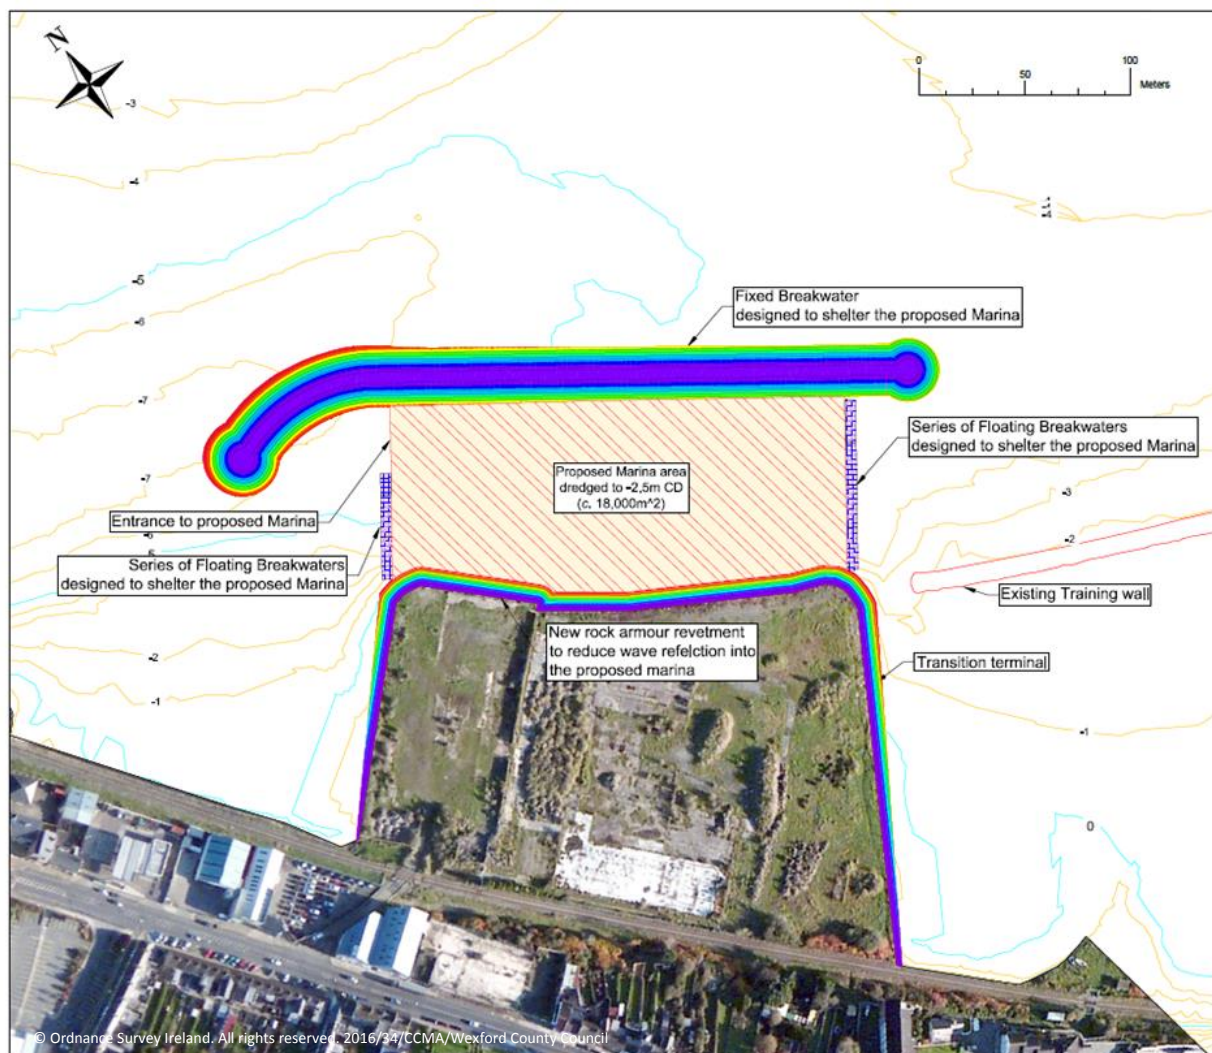 N
0
50
100
Meters
-3
-4
-4
-5
-6
-7
-7
-6
-2
-1
-3
-2
-1
0
Fixed Breakwater
designed to shelter the proposed Marina
Series of Floating Breakwaters
designed to shelter the proposed Marina
Proposed Marina area
dredged to -2,5m CD
(c. 18,000m^2)
Entrance to proposed Marina
Series of Floating Breakwaters
designed to shelter the proposed Marina
Existing Training wall
New rock armour revetment
to reduce wave refelction into
the proposed marina
Transition terminal
© Ordnance Survey Ireland. All rights reserved. 2016/34/CCMA/Wexford County Council